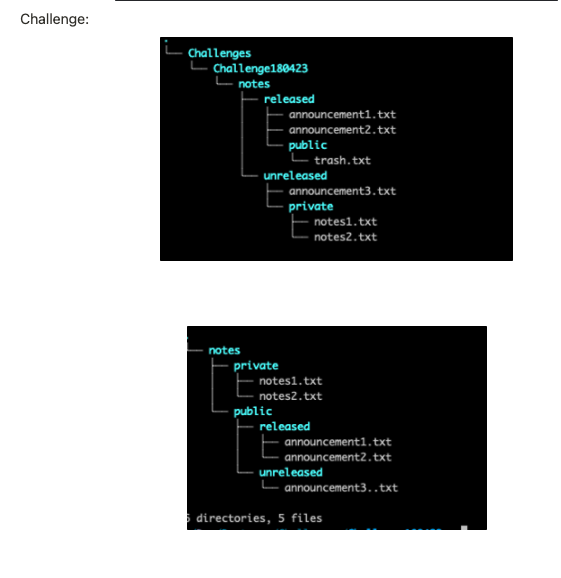 Challenge:
.
└── Challenges
    └── Challenge180423
        └── notes
            ├── released
            │   ├── announcement1.txt
            │   ├── announcement2.txt
            │   └── public
            │       └── trash.txt
            └── unreleased
                ├── announcement3.txt
                └── private
                    ├── notes1.txt
                    └── notes2.txt
.
└── notes
    ├── private
    │   ├── notes1.txt
    │   └── notes2.txt
    └── public
        ├── released
        │   ├── announcement1.txt
        │   └── announcement2.txt
        └── unreleased
            └── announcement3..txt
directories, 5 files